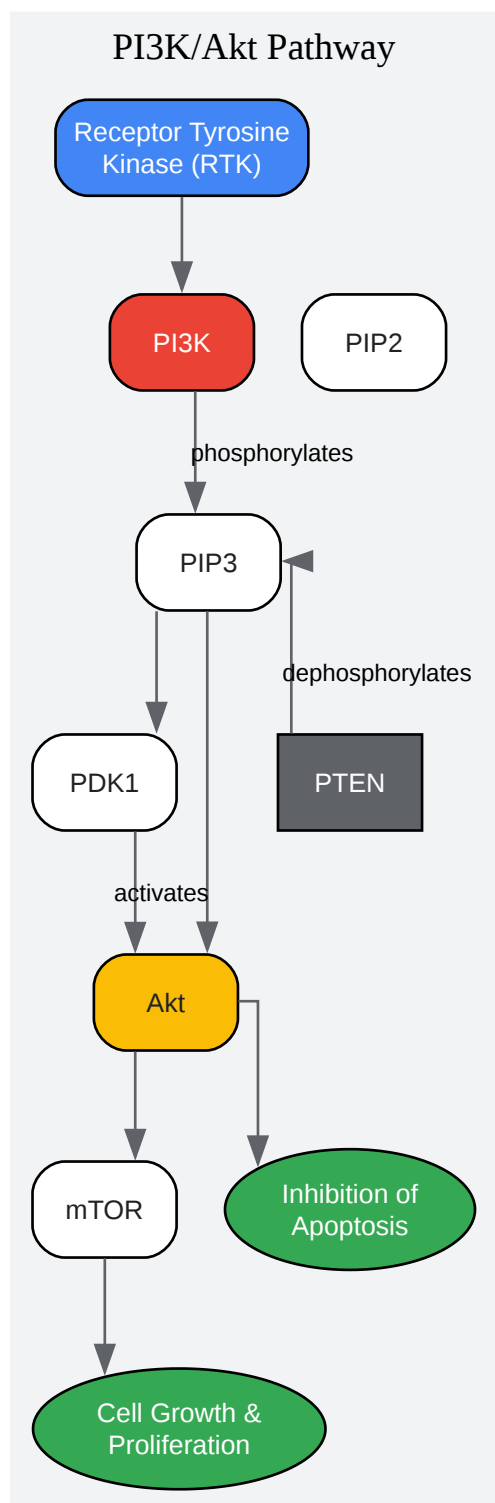 PI3K/Akt Pathway
Receptor Tyrosine
Kinase (RTK)
PI3K
PIP2
phosphorylates
PIP3
dephosphorylates
PDK1
PTEN
activates
Akt
mTOR
Inhibition of
Apoptosis
Cell Growth &
Proliferation